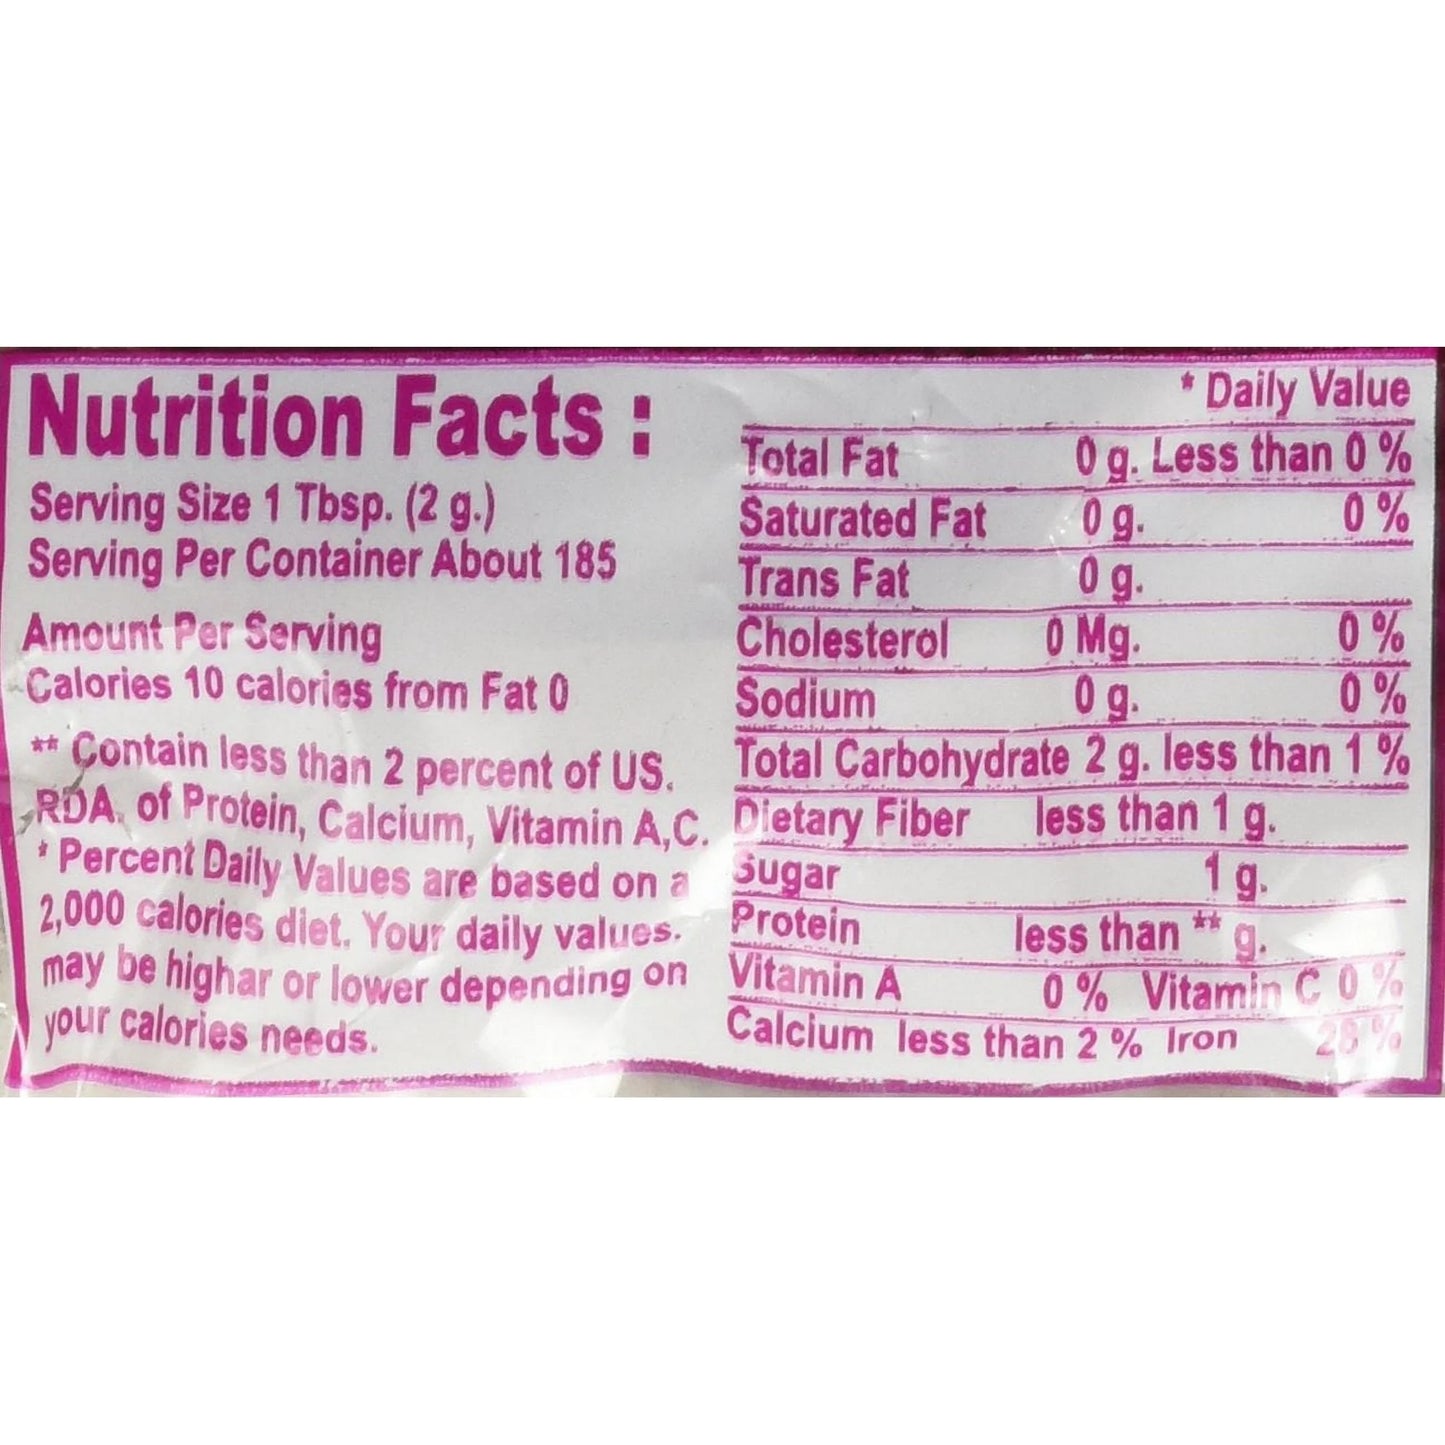 Nutrition Facts :
Serving Size 1 Tbsp. (2 g.)
Serving Per Container About 185
Amount Per Serving
Calories 10 calories from Fat 0
** Contain less than 2 percent of US.
RDA, of Protein, Calcium, Vitamin A,C.
* Percent Daily Values are based on a
2,000 calories diet. Your daily values.
may be highar or lower depending on
your calories needs.
* Daily Value
Total Fat 0 g. Less than 0 %
Saturated Fat 0 g. 0 %
Trans Fat 0 g.
Cholesterol 0 Mg. 0 %
Sodium 0 g. 0 %
Total Carbohydrate 2 g. less than 1 %
Dietary Fiber less than 1 g.
Sugar 1 g.
Protein less than ** g.
Vitamin A 0 % Vitamin C 0 %
Calcium less than 2 % Iron 28 %